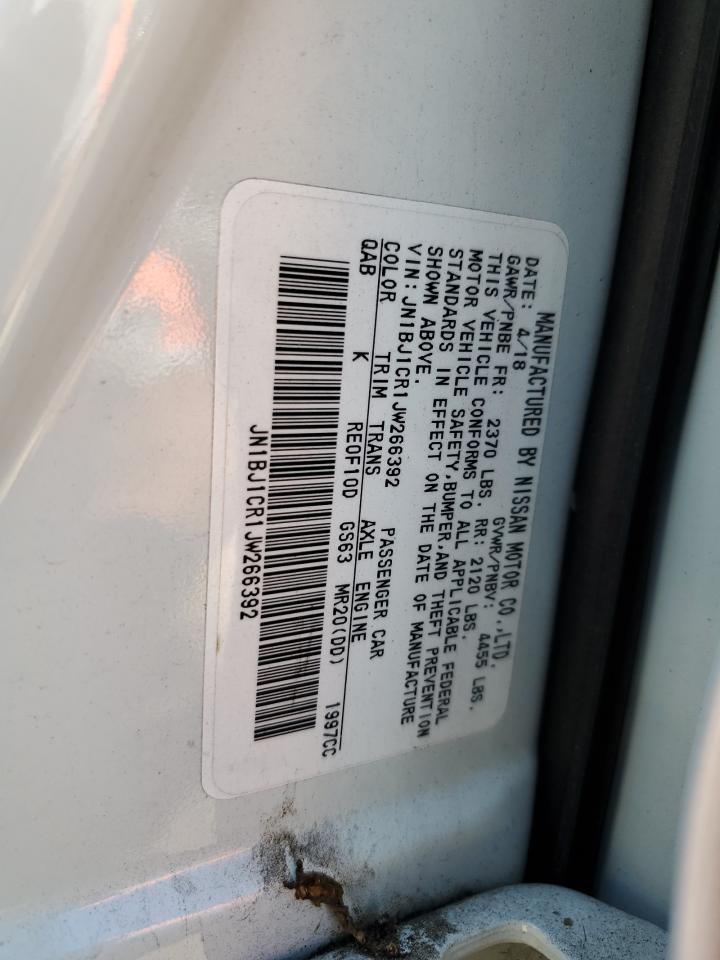 MANUFACTURED BY NISSAN MOTOR CO.,LTD.
DATE: 4/18 GVWR/PNBV: 4455 LBS.
GAWR/PNBE FR: 2370 LBS. RR: 2120 LBS.
THIS VEHICLE CONFORMS TO ALL APPLICABLE FEDERAL
MOTOR VEHICLE SAFETY,BUMPER,AND THEFT PREVENTION
STANDARDS IN EFFECT ON THE DATE OF MANUFACTURE
SHOWN ABOVE.
VIN: JN1BJ1CR1JW266392 PASSENGER CAR
COLOR TRIM TRANS AXLE ENGINE
QAB K RE0F10D GS63 MR20(DD) 1997CC
JN1BJ1CR1JW266392